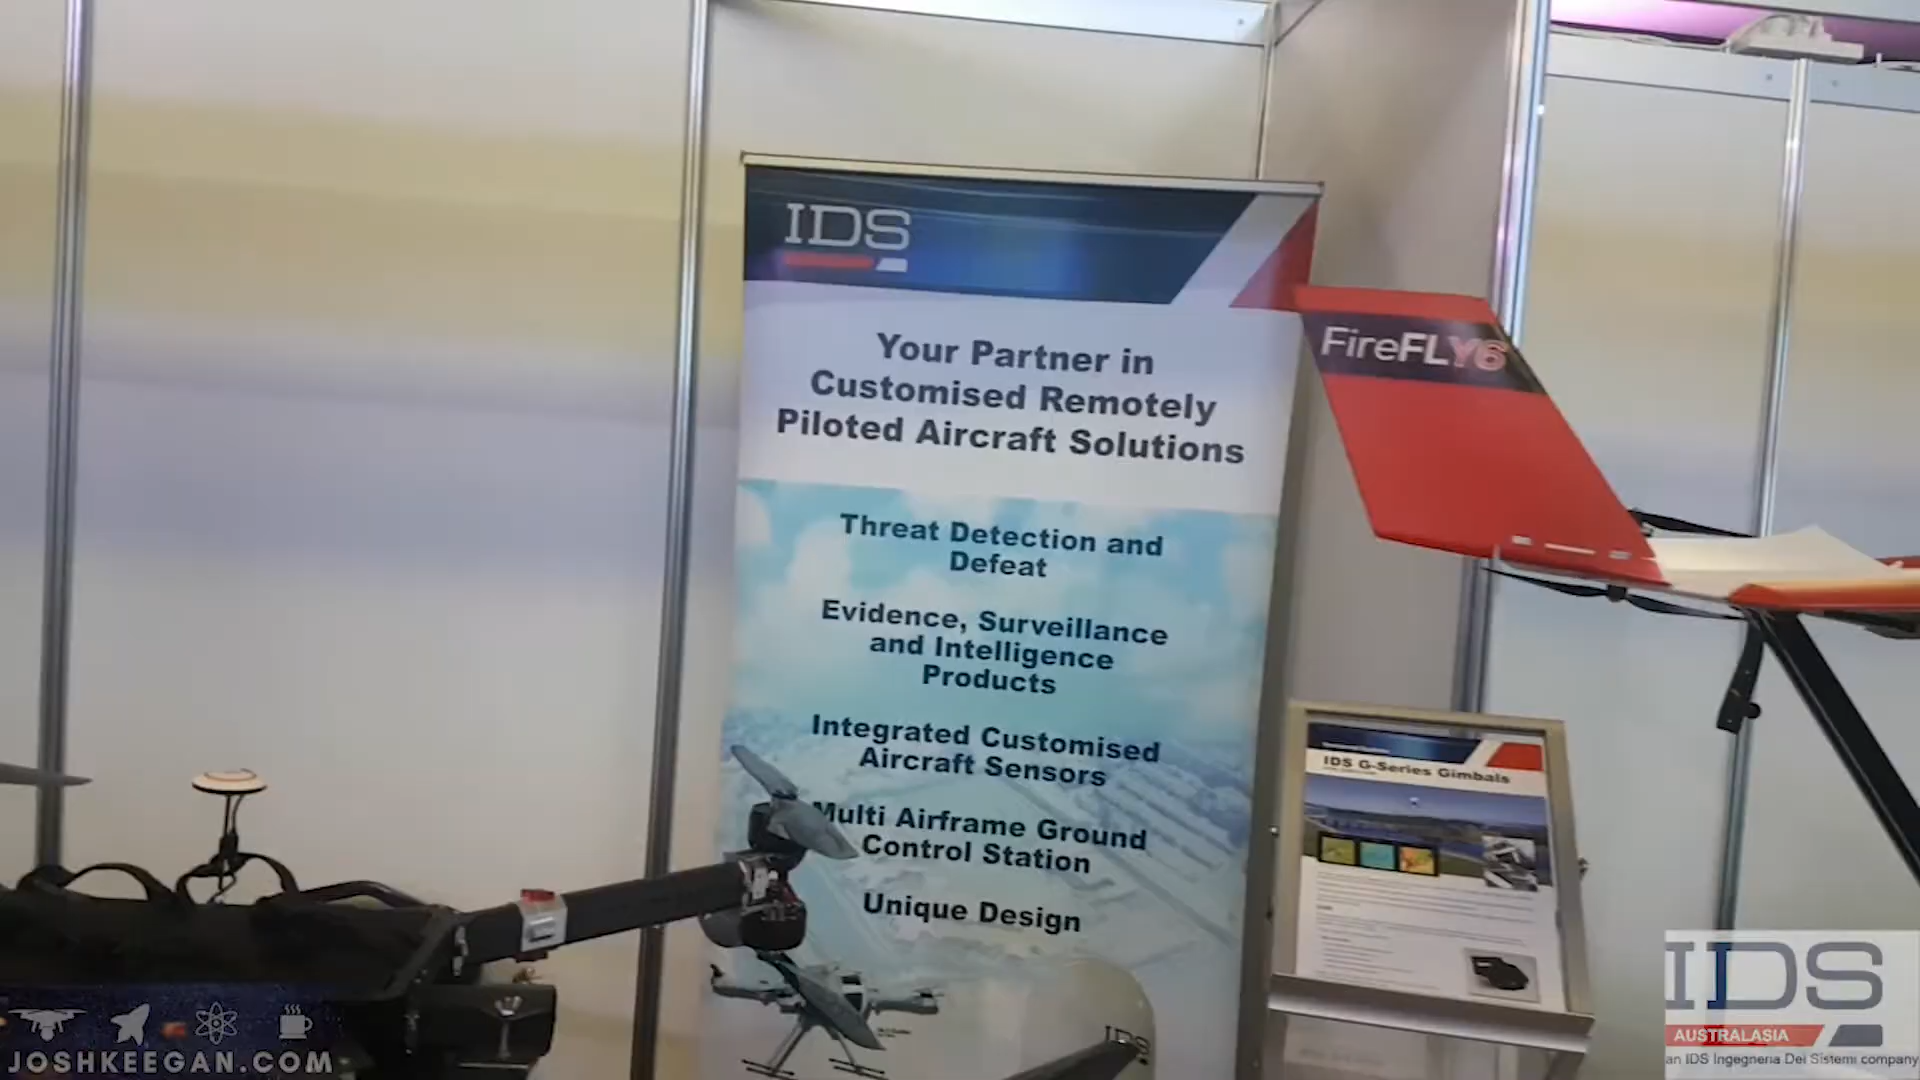 IDS
Your Partner in
Customised Remotely
Piloted Aircraft Solutions
Threat Detection and
Defeat
Evidence, Surveillance
and Intelligence
Products
Integrated Customised
Aircraft Sensors
Multi Airframe Ground
Control Station
Unique Design
IDS
FireFLY6
IDS G-Series Gimbals
JOSHKEEGAN.COM
IDS
AUSTRALASIA
an IDS Ingegneria Dei Sistemi company